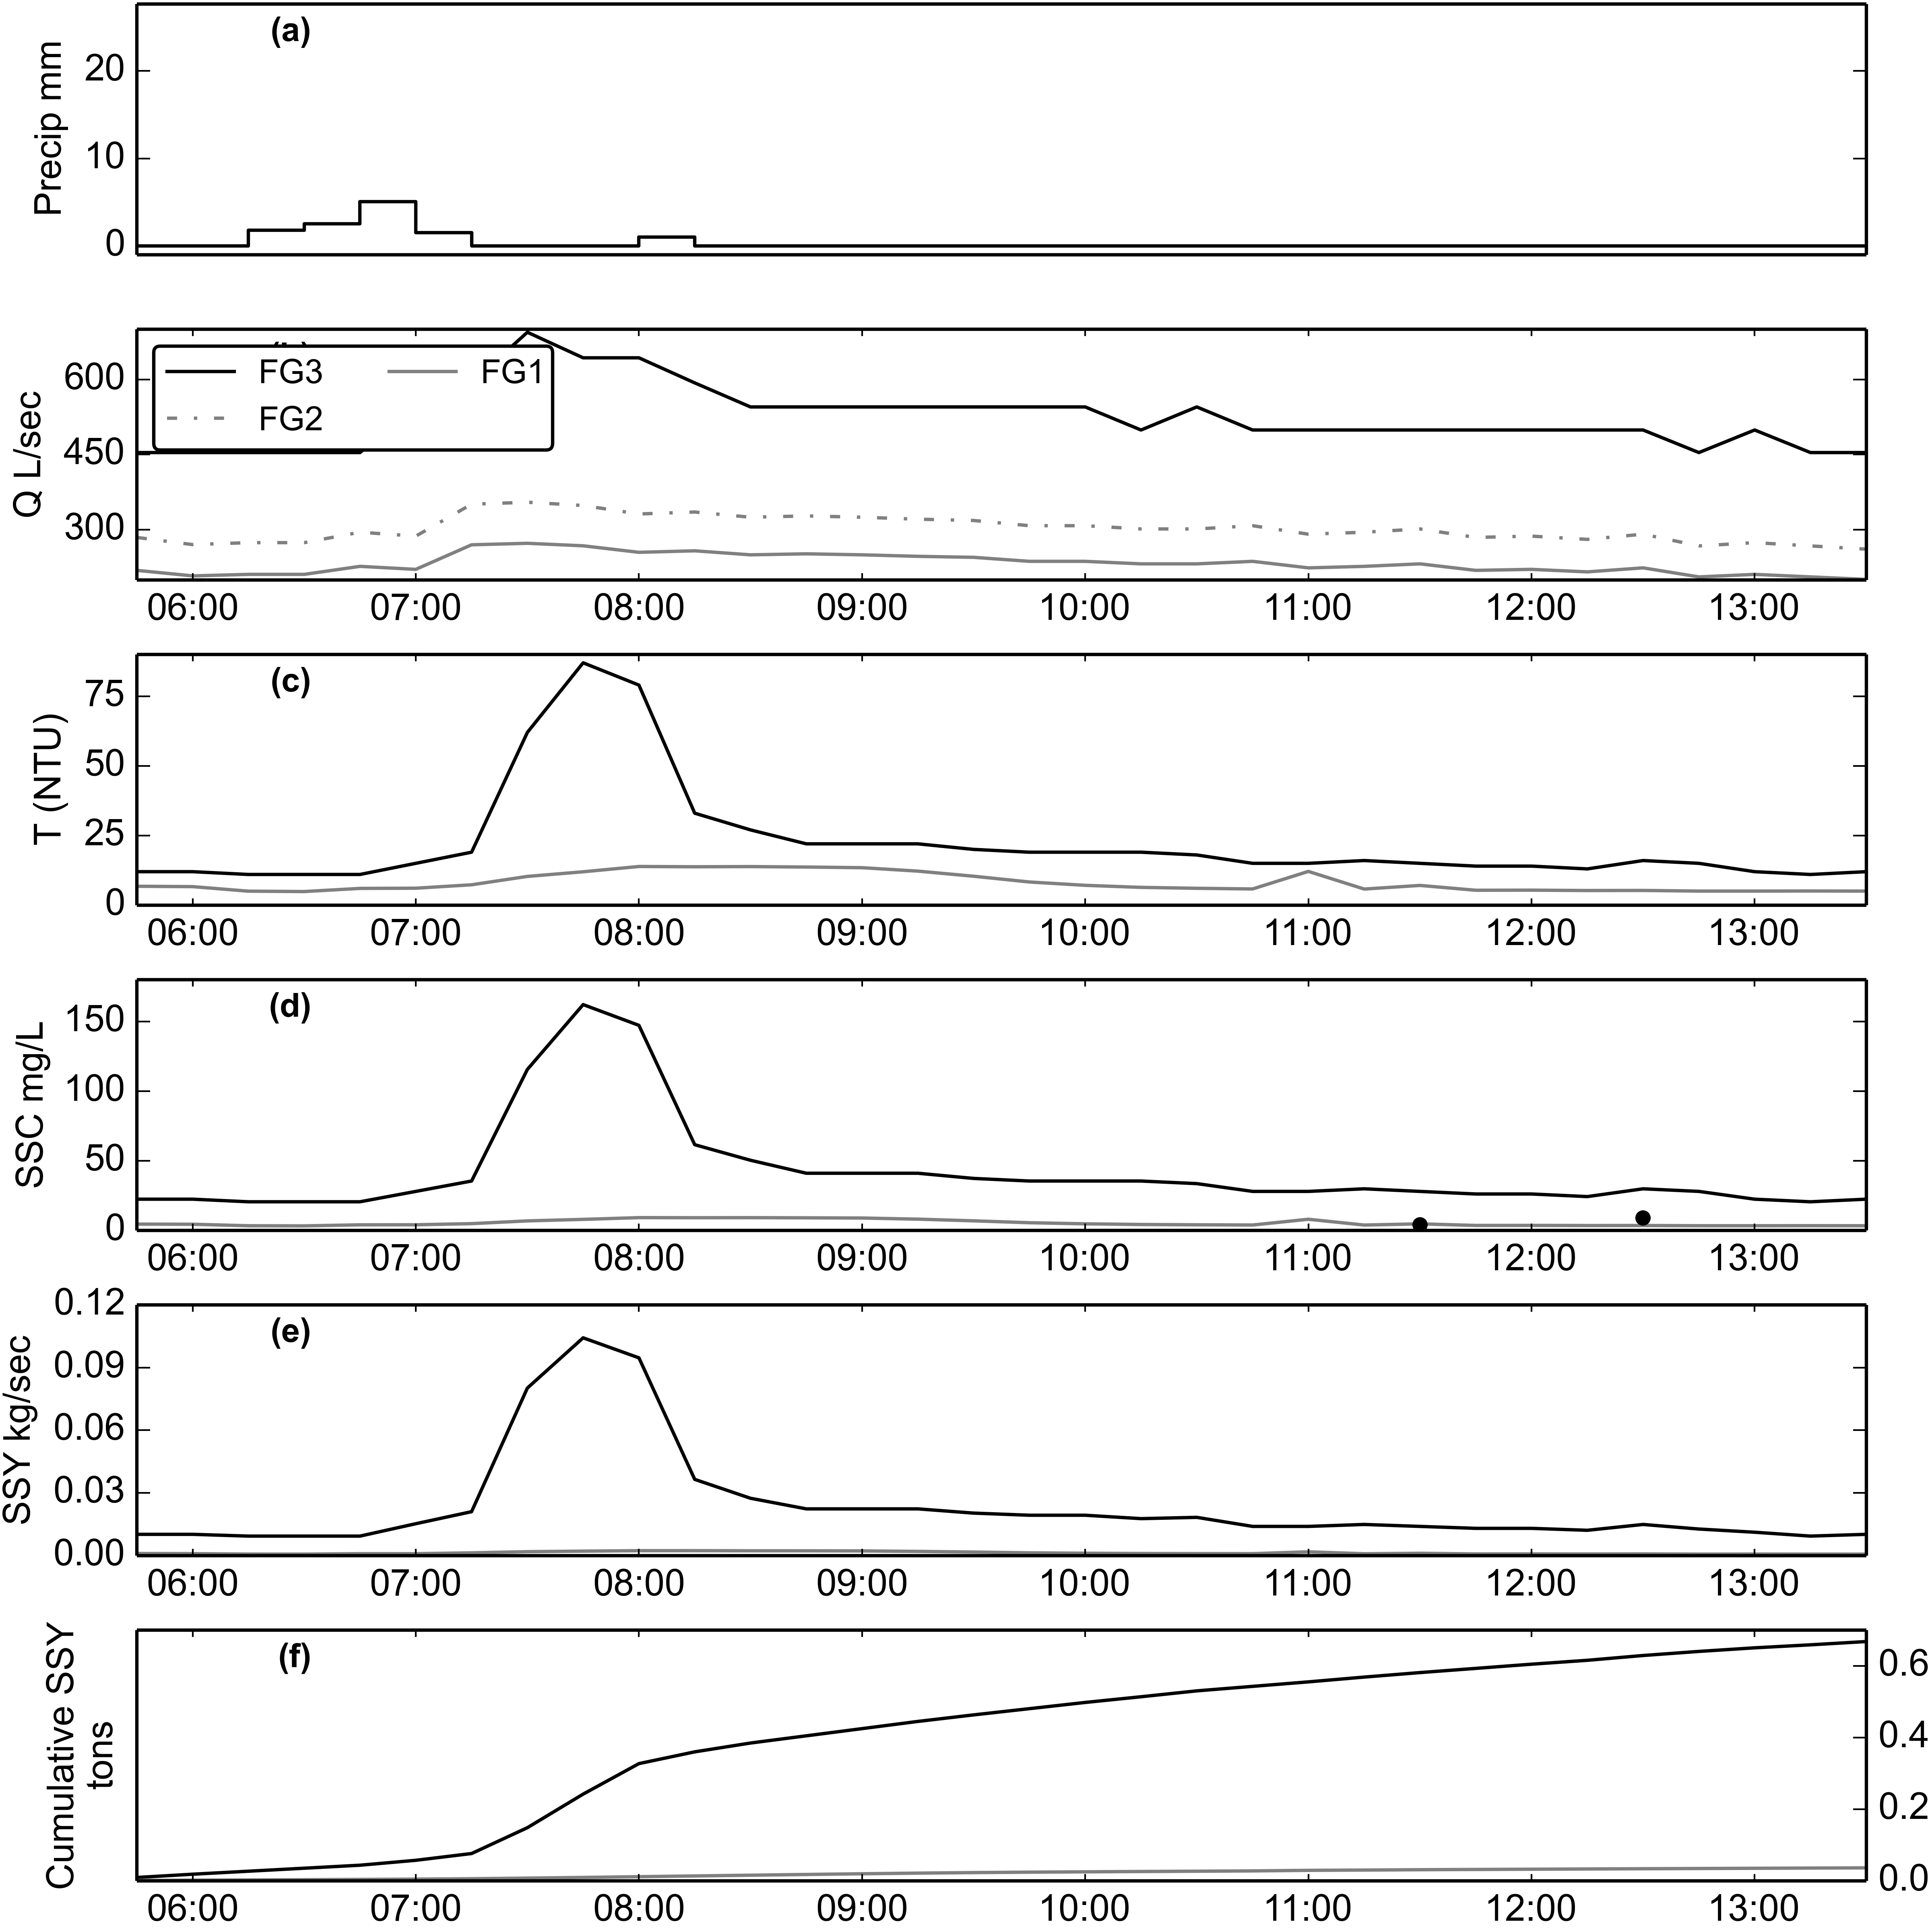 (a)
Precip mm
20
10
0
FG3 FG1
FG2
Q L/sec
600
450
300
06:00 07:00 08:00 09:00 10:00 11:00 12:00 13:00
(c)
T (NTU)
75
50
25
0
06:00 07:00 08:00 09:00 10:00 11:00 12:00 13:00
(d)
SSC mg/L
150
100
50
0
06:00 07:00 08:00 09:00 10:00 11:00 12:00 13:00
(e)
SSY kg/sec
0.12
0.09
0.06
0.03
0.00
06:00 07:00 08:00 09:00 10:00 11:00 12:00 13:00
(f)
Cumulative SSY
tons
0.6
0.4
0.2
0.0
06:00 07:00 08:00 09:00 10:00 11:00 12:00 13:00